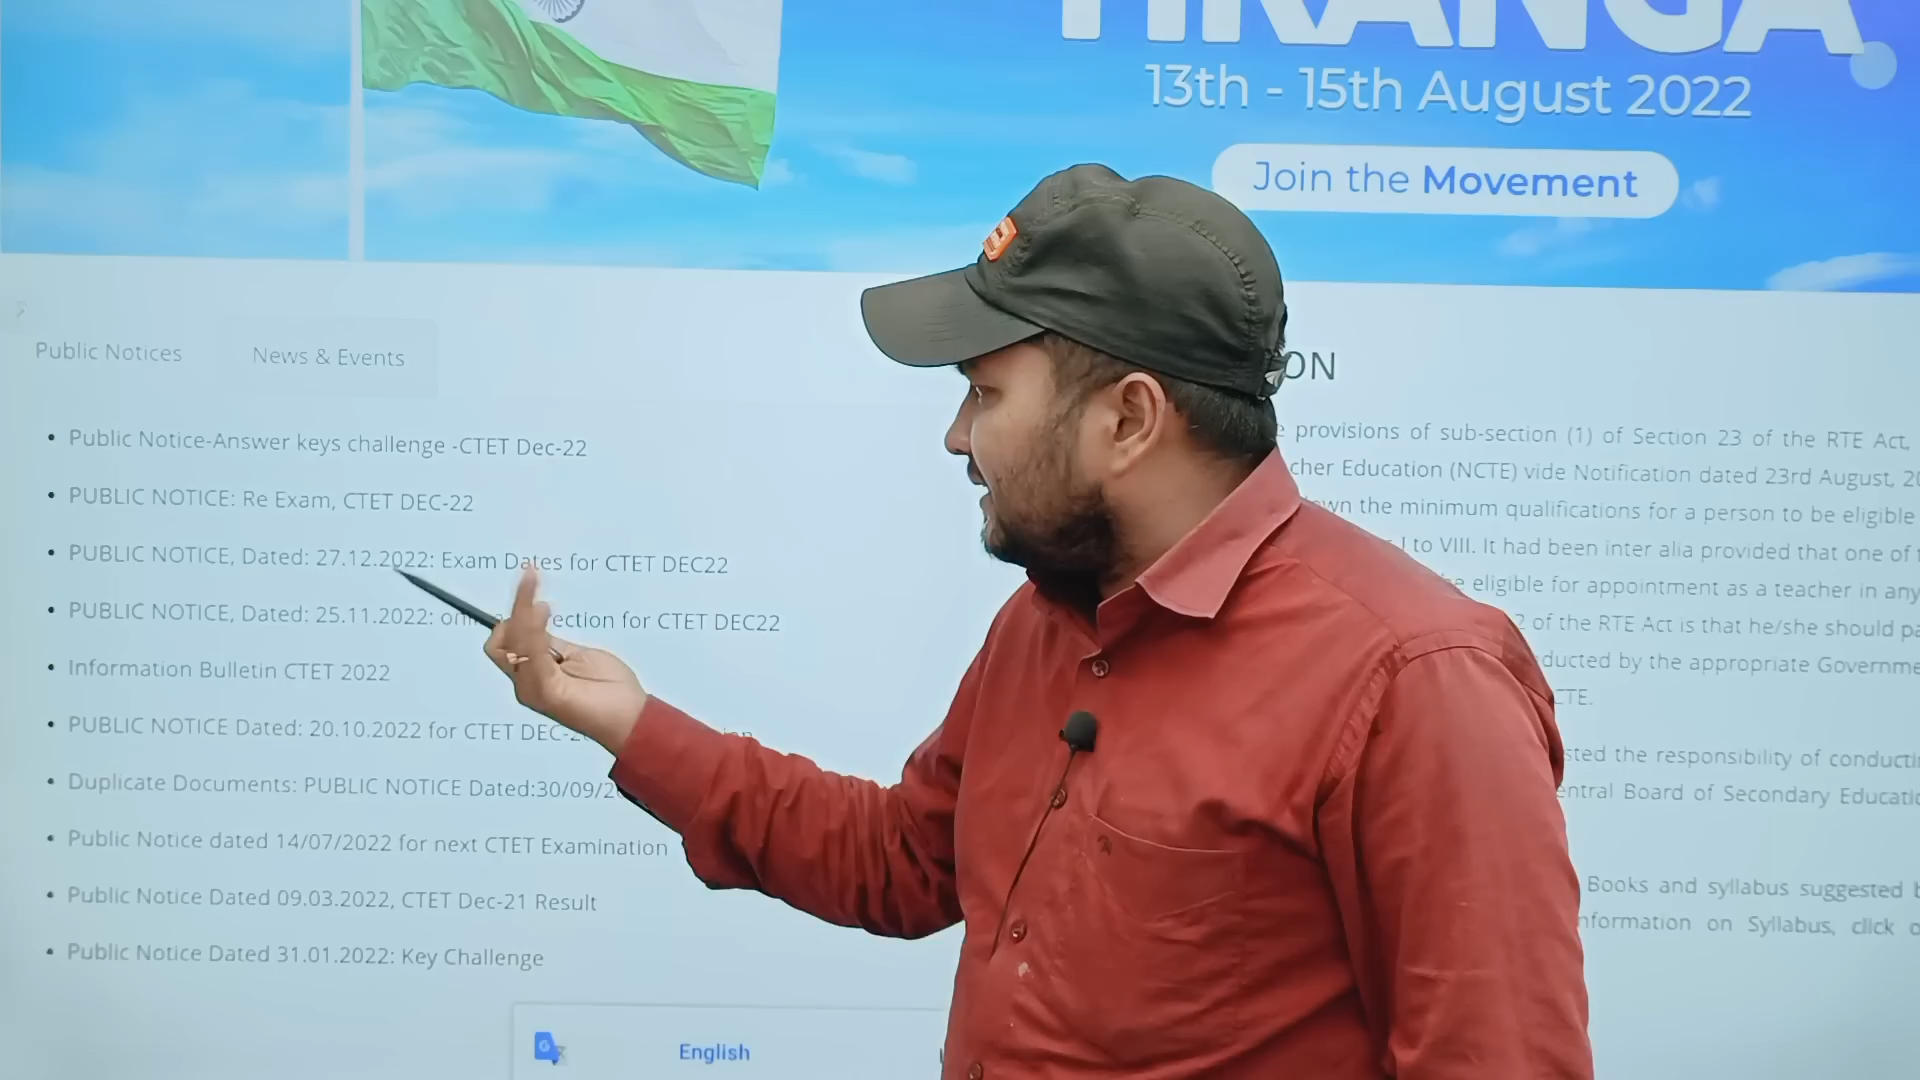 TIRANGA
13th - 15th August 2022
Join the Movement
Public Notices
News & Events
Public Notice-Answer keys challenge -CTET Dec-22
PUBLIC NOTICE: Re Exam, CTET DEC-22
PUBLIC NOTICE, Dated: 27.12.2022: Exam Dates for CTET DEC22
PUBLIC NOTICE, Dated: 25.11.2022: for CTET DEC22
Information Bulletin CTET 2022
PUBLIC NOTICE Dated: 20.10.2022 for CTET
Duplicate Documents: PUBLIC NOTICE Dated:30/09/2
Public Notice dated 14/07/2022 for next CTET Examination
Public Notice Dated 09.03.2022, CTET Dec-21 Result
Public Notice Dated 31.01.2022: Key Challenge
ON
provisions of sub-section (1) of Section 23 of the RTE Act,
cher Education (NCTE) vide Notification dated 23rd August,
the minimum qualifications for a person to be eligible
I to VIII. It had been inter alia provided that one of
eligible for appointment as a teacher in any
2 of the RTE Act is that he/she should
ducted by the appropriate Governme
CTE.
sted the responsibility of conducti
entral Board of Secondary Educatio
Books and syllabus suggested
nformation on Syllabus, click
English